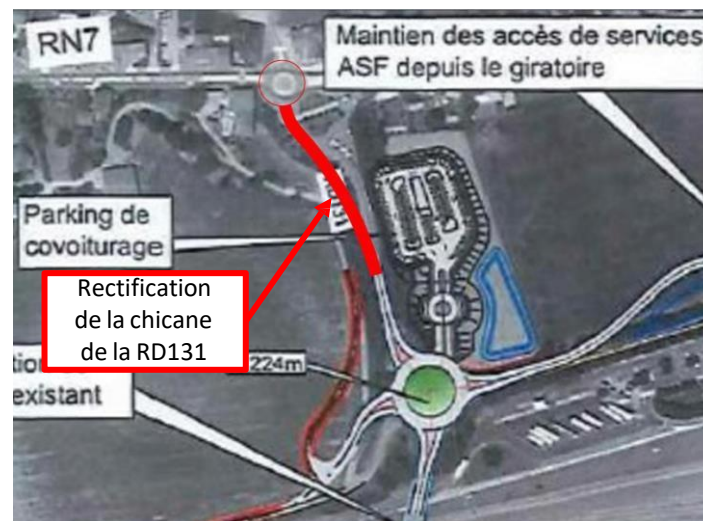 RN7
Maintien des accès de services
ASF depuis le giratoire
Parking de
covoiturage
Rectification
de la chicane
de la RD131
224m
existant